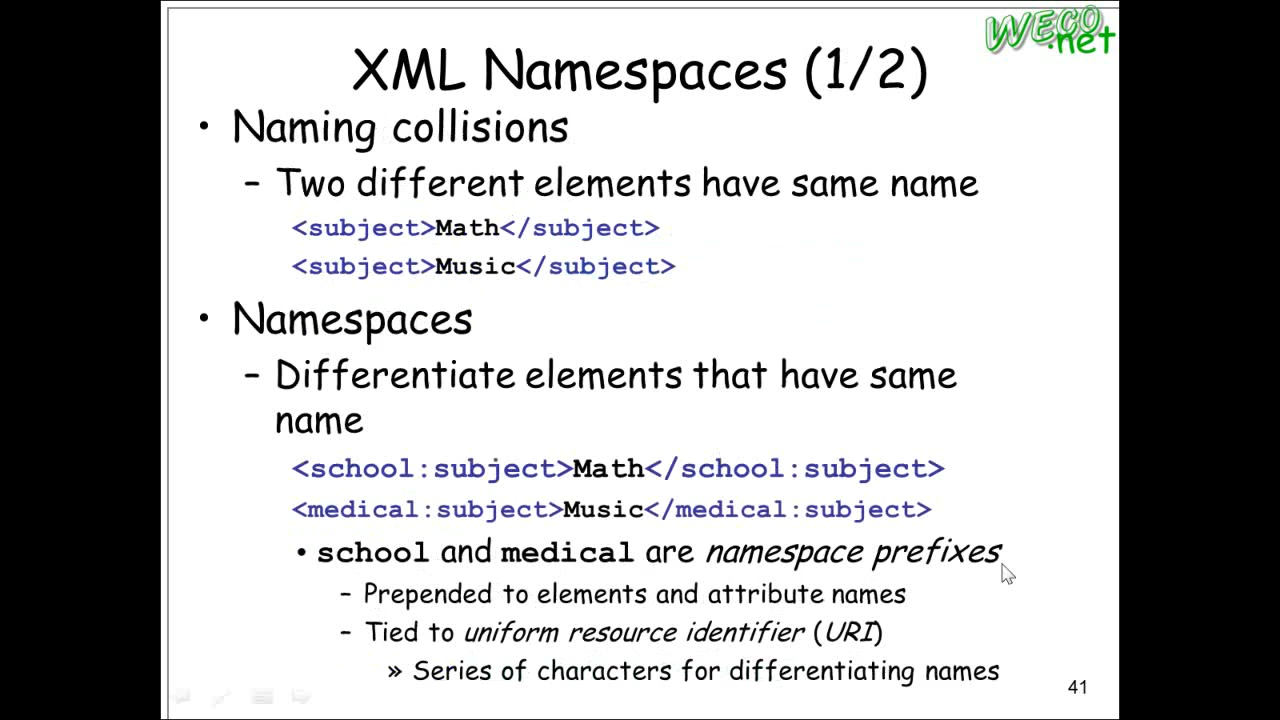 WECO
.net
XML Namespaces (1/2)
• Naming collisions
– Two different elements have same name
<subject>Math</subject>
<subject>Music</subject>
• Namespaces
– Differentiate elements that have same
name
<school:subject>Math</school:subject>
<medical:subject>Music</medical:subject>
• school and medical are namespace prefixes
– Prepended to elements and attribute names
– Tied to uniform resource identifier (URI)
» Series of characters for differentiating names
41